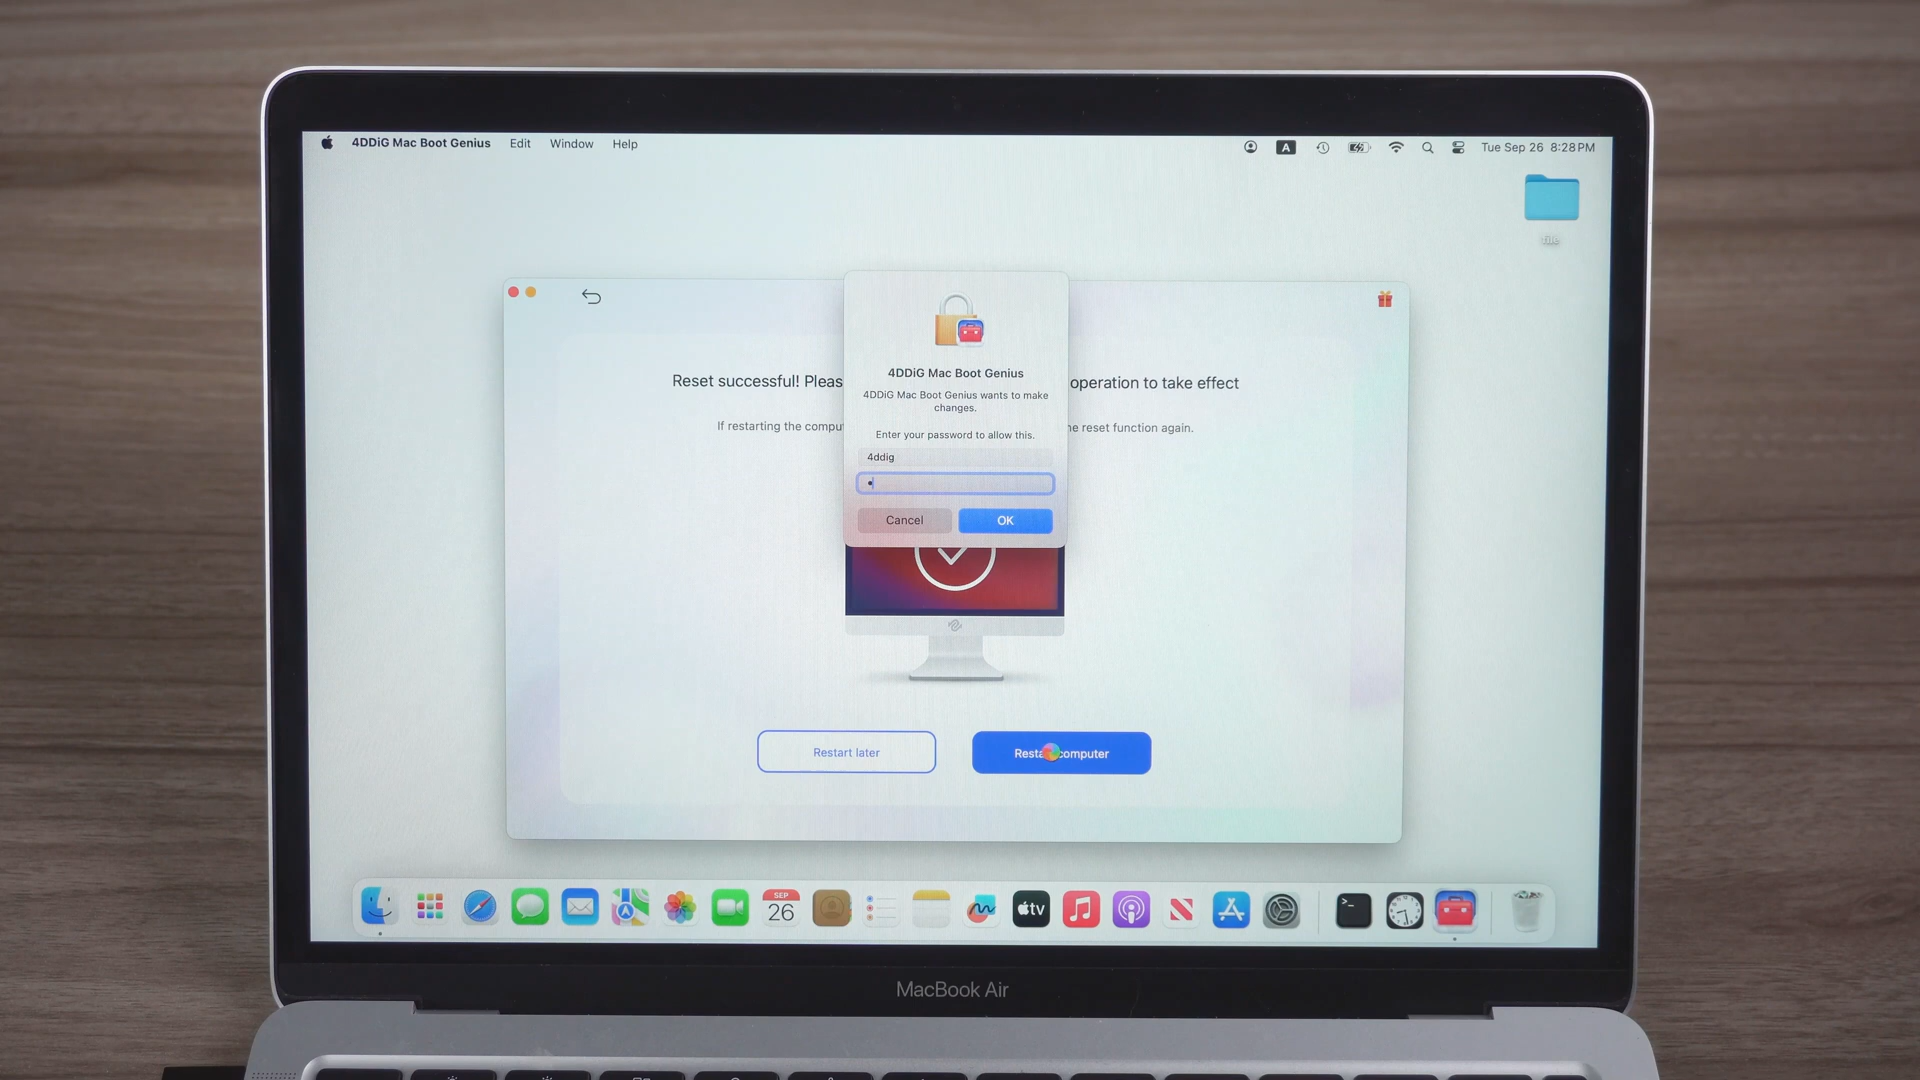 4DDiG Mac Boot Genius Edit Window Help
A Tue Sep 26 8:28 PM
file
4DDiG Mac Boot Genius
4DDiG Mac Boot Genius wants to make
changes.
Enter your password to allow this.
4ddig
Cancel OK
Reset successful! Pleas operation to take effect
If restarting the compu he reset function again.
Restart later
Resta computer
SEP
26
tv
MacBook Air